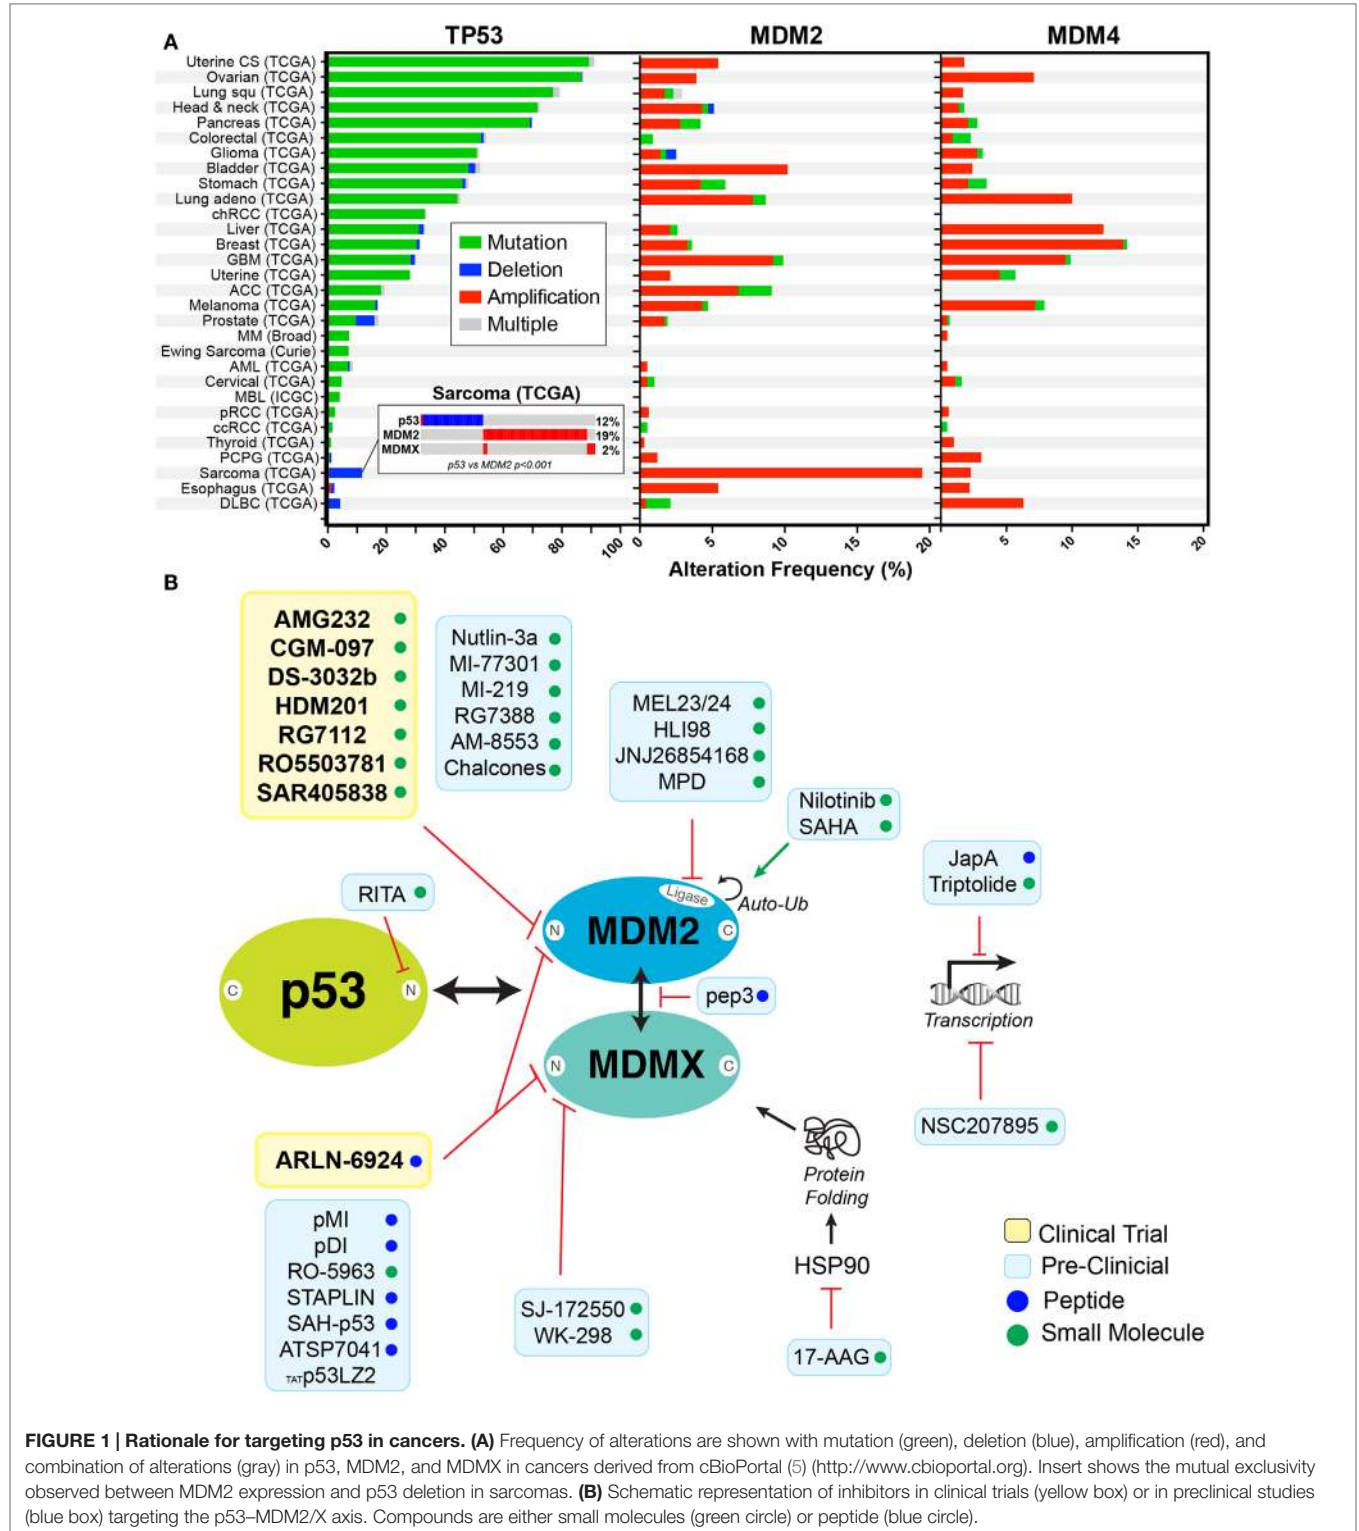 A
TP53 MDM2 MDM4
Uterine CS (TCGA)
Ovarian (TCGA)
Lung squ (TCGA)
Head & neck (TCGA)
Pancreas (TCGA)
Colorectal (TCGA)
Glioma (TCGA)
Bladder (TCGA)
Stomach (TCGA)
Lung adeno (TCGA)
chRCC (TCGA)
Liver (TCGA)
Breast (TCGA)
GBM (TCGA)
Uterine (TCGA)
ACC (TCGA)
Melanoma (TCGA)
Prostate (TCGA)
MM (Broad)
Ewing Sarcoma (Curie)
AML (TCGA)
Cervical (TCGA)
MBL (ICGC)
pRCC (TCGA)
ccRCC (TCGA)
Thyroid (TCGA)
PCPG (TCGA)
Sarcoma (TCGA)
Esophagus (TCGA)
DLBC (TCGA)
Mutation
Deletion
Amplification
Multiple
Sarcoma (TCGA)
p53 12%
MDM2 19%
MDMX 2%
p53 vs MDM2 p<0.001
0 20 40 60 80 100 0 5 10 15 20 5 10 15 20
Alteration Frequency (%)
B
AMG232
CGM-097
DS-3032b
HDM201
RG7112
RO5503781
SAR405838
Nutlin-3a
MI-77301
MI-219
RG7388
AM-8553
Chalcones
MEL23/24
HLI98
JNJ26854168
MPD
Nilotinib
SAHA
JapA
Triptolide
RITA
Ligase
Auto-Ub
N MDM2 C
C p53 N
pep3
Transcription
N MDMX C
NSC207895
Protein
Folding
HSP90
17-AAG
ARLN-6924
pMI
pDI
RO-5963
STAPLIN
SAH-p53
ATSP7041
TATp53LZ2
SJ-172550
WK-298
Clinical Trial
Pre-Clinicial
Peptide
Small Molecule
FIGURE 1 | Rationale for targeting p53 in cancers. (A) Frequency of alterations are shown with mutation (green), deletion (blue), amplification (red), and
combination of alterations (gray) in p53, MDM2, and MDMX in cancers derived from cBioPortal (5) (http://www.cbioportal.org). Insert shows the mutual exclusivity
observed between MDM2 expression and p53 deletion in sarcomas. (B) Schematic representation of inhibitors in clinical trials (yellow box) or in preclinical studies
(blue box) targeting the p53–MDM2/X axis. Compounds are either small molecules (green circle) or peptide (blue circle).